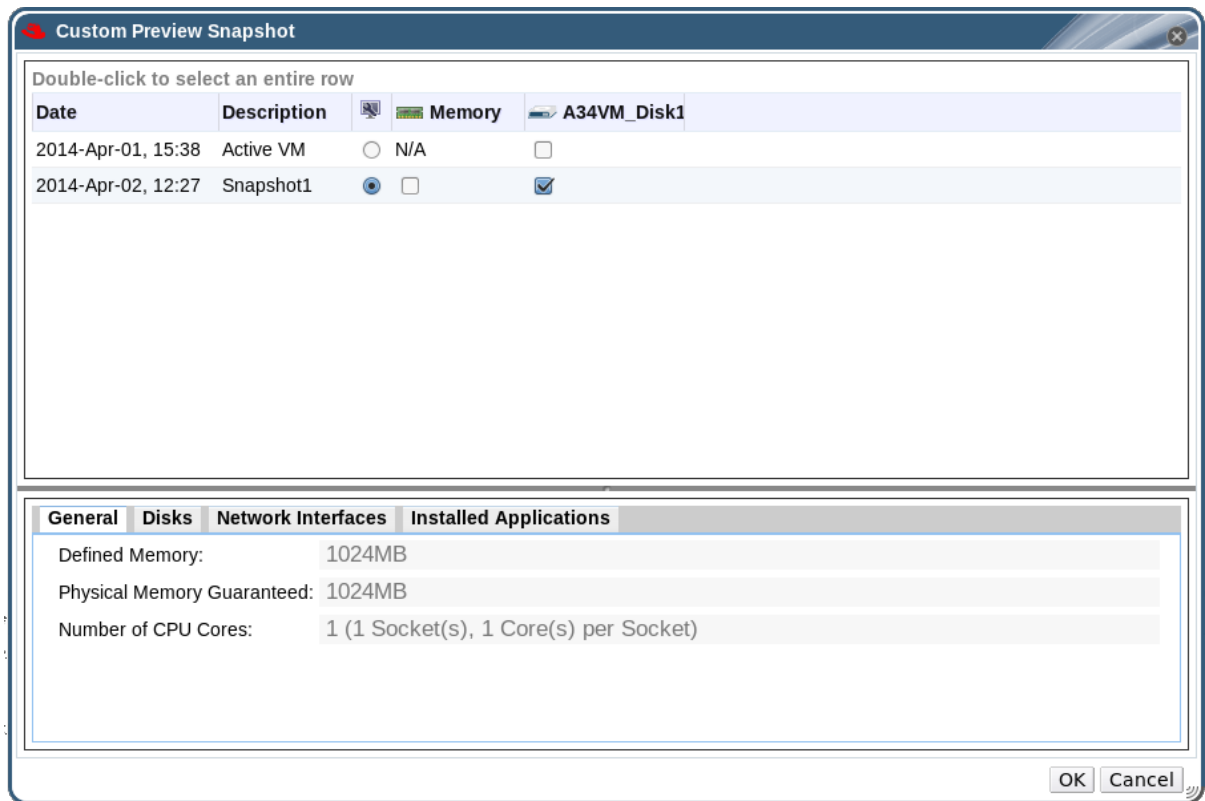 Custom Preview Snapshot
Double-click to select an entire row
Date Description Memory A34VM_Disk1
2014-Apr-01, 15:38 Active VM N/A
2014-Apr-02, 12:27 Snapshot1
General Disks Network Interfaces Installed Applications
Defined Memory: 1024MB
Physical Memory Guaranteed: 1024MB
Number of CPU Cores: 1 (1 Socket(s), 1 Core(s) per Socket)
OK Cancel